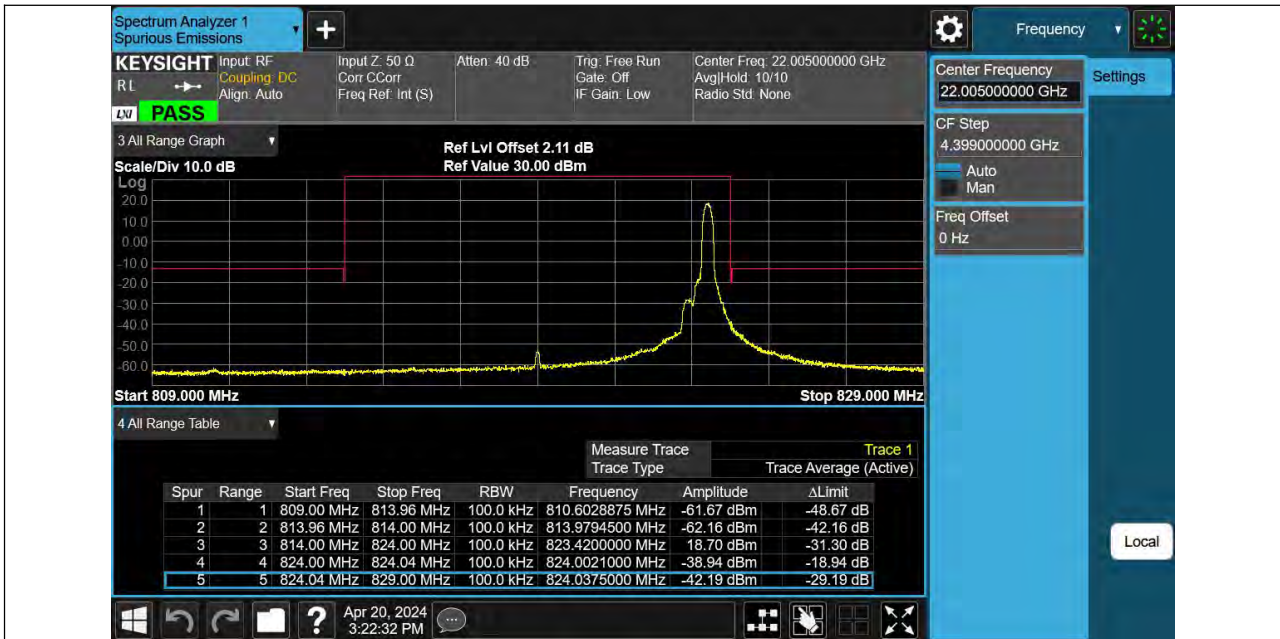 Spectrum Analyzer 1
Spurious Emissions
+
Frequency
KEYSIGHT Input: RF Input Z: 50 Ω Atten: 40 dB Trig: Free Run Center Freq: 22.005000000 GHz
RL Coupling: DC Corr CCorr Gate: Off Avg|Hold: 10/10
Align: Auto Freq Ref: Int (S) IF Gain: Low Radio Std: None
LXI PASS
Center Frequency
22.005000000 GHz
Settings
CF Step
4.399000000 GHz
Auto
Man
Freq Offset
0 Hz
3 All Range Graph
Ref Lvl Offset 2.11 dB
Scale/Div 10.0 dB Ref Value 30.00 dBm
Log
20.0
10.0
0.00
-10.0
-20.0
-30.0
-40.0
-50.0
-60.0
Start 809.000 MHz Stop 829.000 MHz
4 All Range Table
Measure Trace Trace 1
Trace Type Trace Average (Active)
Spur Range Start Freq Stop Freq RBW Frequency Amplitude ΔLimit
1 1 809.00 MHz 813.96 MHz 100.0 kHz 810.6028875 MHz -61.67 dBm -48.67 dB
2 2 813.96 MHz 814.00 MHz 100.0 kHz 813.9794500 MHz -62.16 dBm -42.16 dB
3 3 814.00 MHz 824.00 MHz 100.0 kHz 823.4200000 MHz 18.70 dBm -31.30 dB
4 4 824.00 MHz 824.04 MHz 100.0 kHz 824.0021000 MHz -38.94 dBm -18.94 dB
5 5 824.04 MHz 829.00 MHz 100.0 kHz 824.0375000 MHz -42.19 dBm -29.19 dB
Local
? Apr 20, 2024
3:22:32 PM